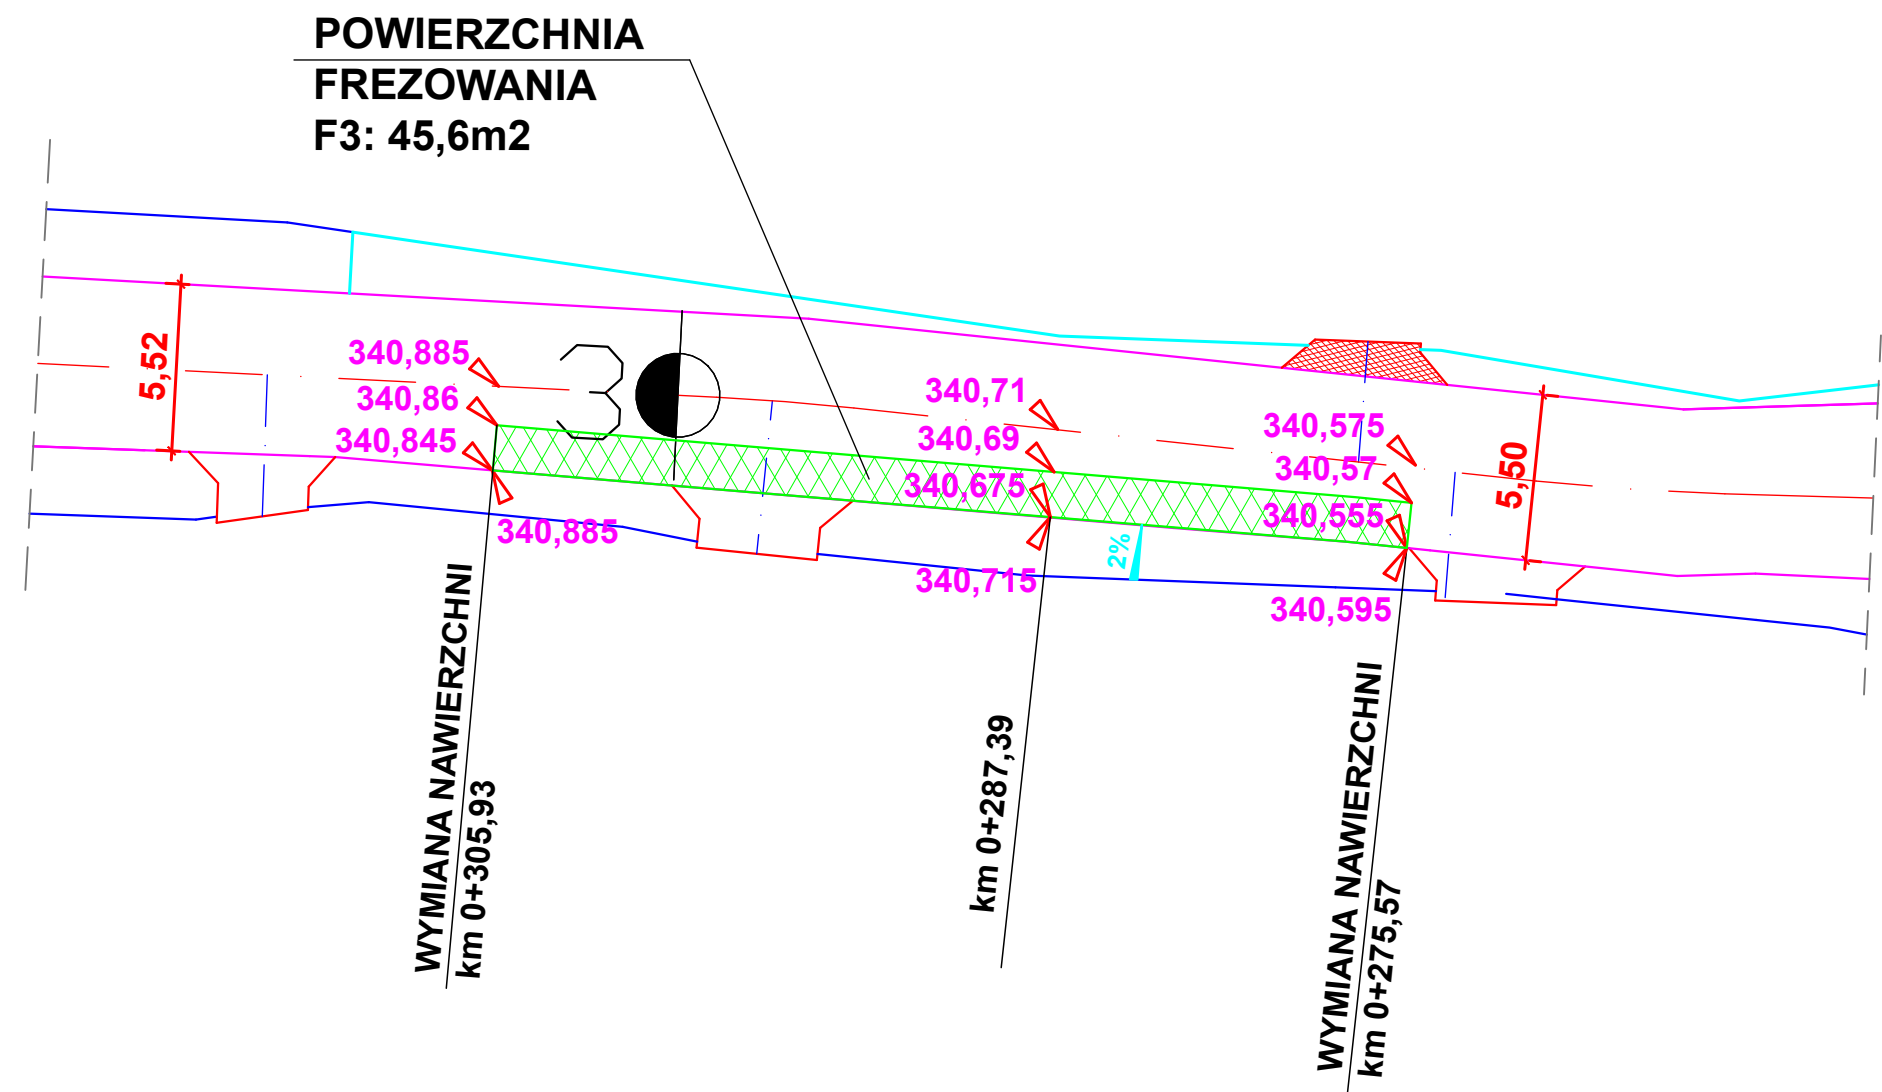 POWIERZCHNIA
FREZOWANIA
F3: 45,6m2
5,52
340,885
340,86
340,845
340,885
3
340,71
340,69
340,675
340,715
2%
340,575
340,57
340,555
340,595
5,50
WYMIANA NAWIERZCHNI
km 0+305,93
km 0+287,39
WYMIANA NAWIERZCHNI
km 0+275,57